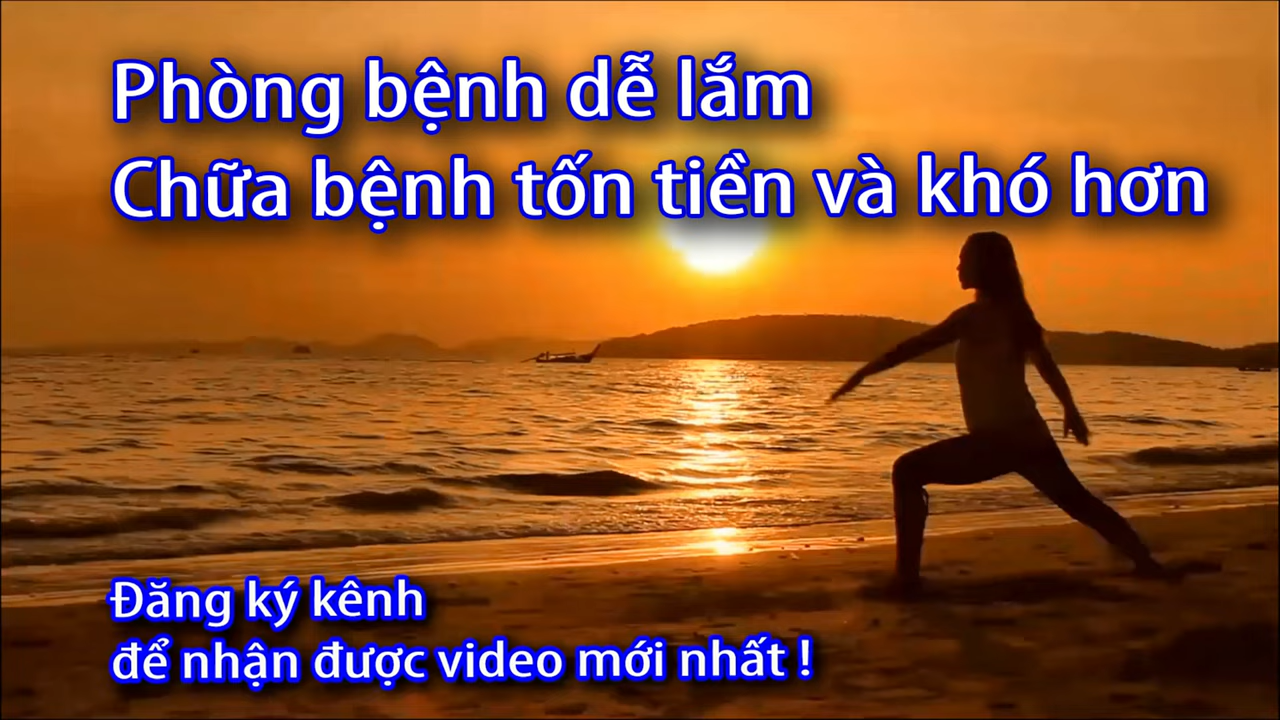 Phòng bệnh dễ lắm
Chữa bệnh tốn tiền và khó hơn
Đăng ký kênh
để nhận được video mới nhất !